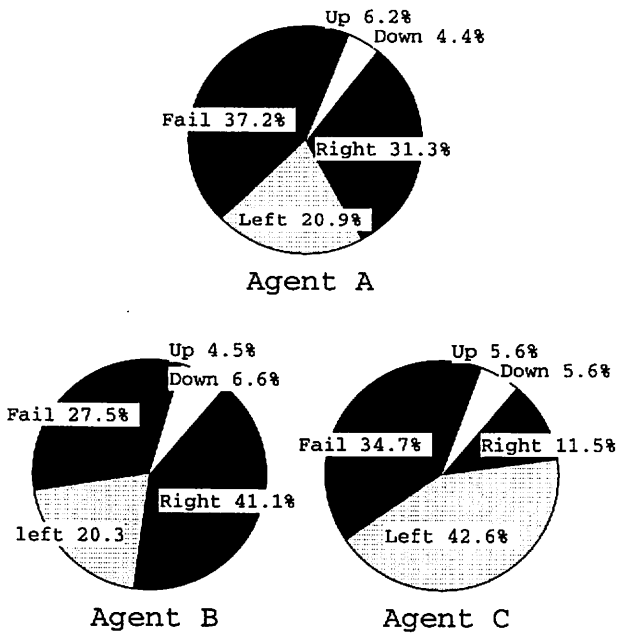 Up 6.2%
Down 4.4%
Fail 37.2%
Right 31.3%
Left 20.9%
Agent A
Up 4.5%
Down 6.6%
Fail 27.5%
Right 41.1%
left 20.3
Agent B
Up 5.6%
Down 5.6%
Fail 34.7%
Right 11.5%
Left 42.6%
Agent C